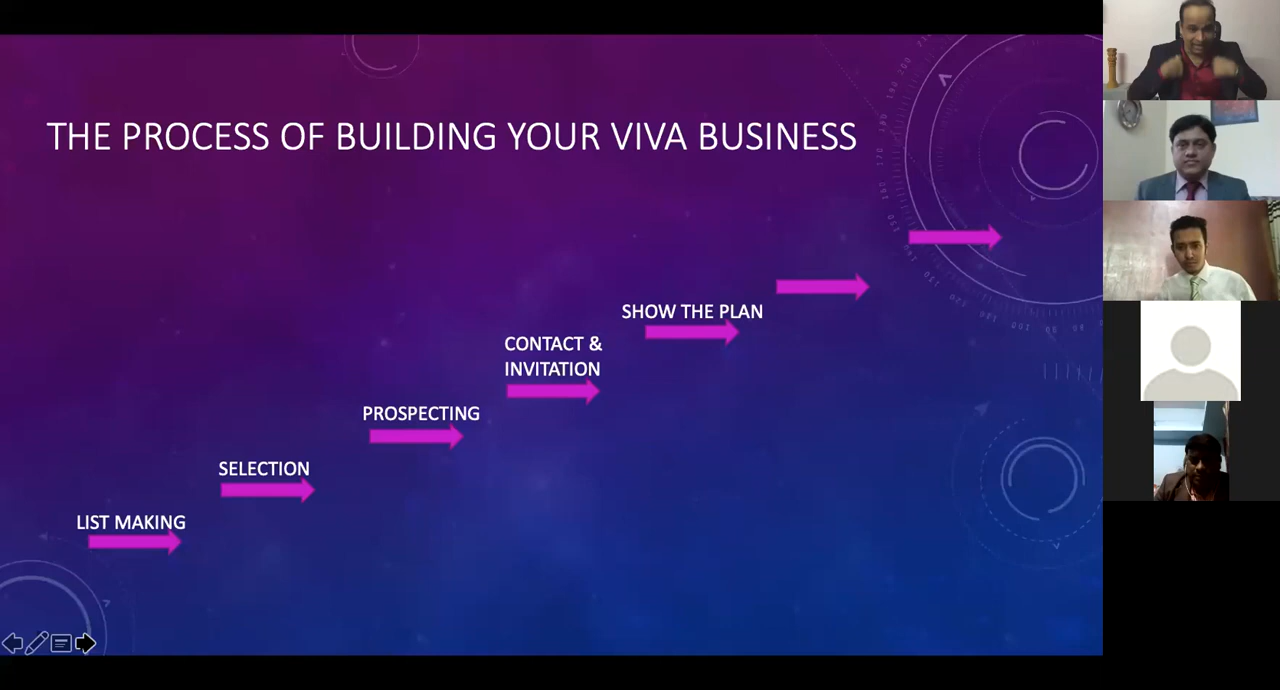 THE PROCESS OF BUILDING YOUR VIVA BUSINESS
SHOW THE PLAN
CONTACT &
INVITATION
PROSPECTING
SELECTION
LIST MAKING